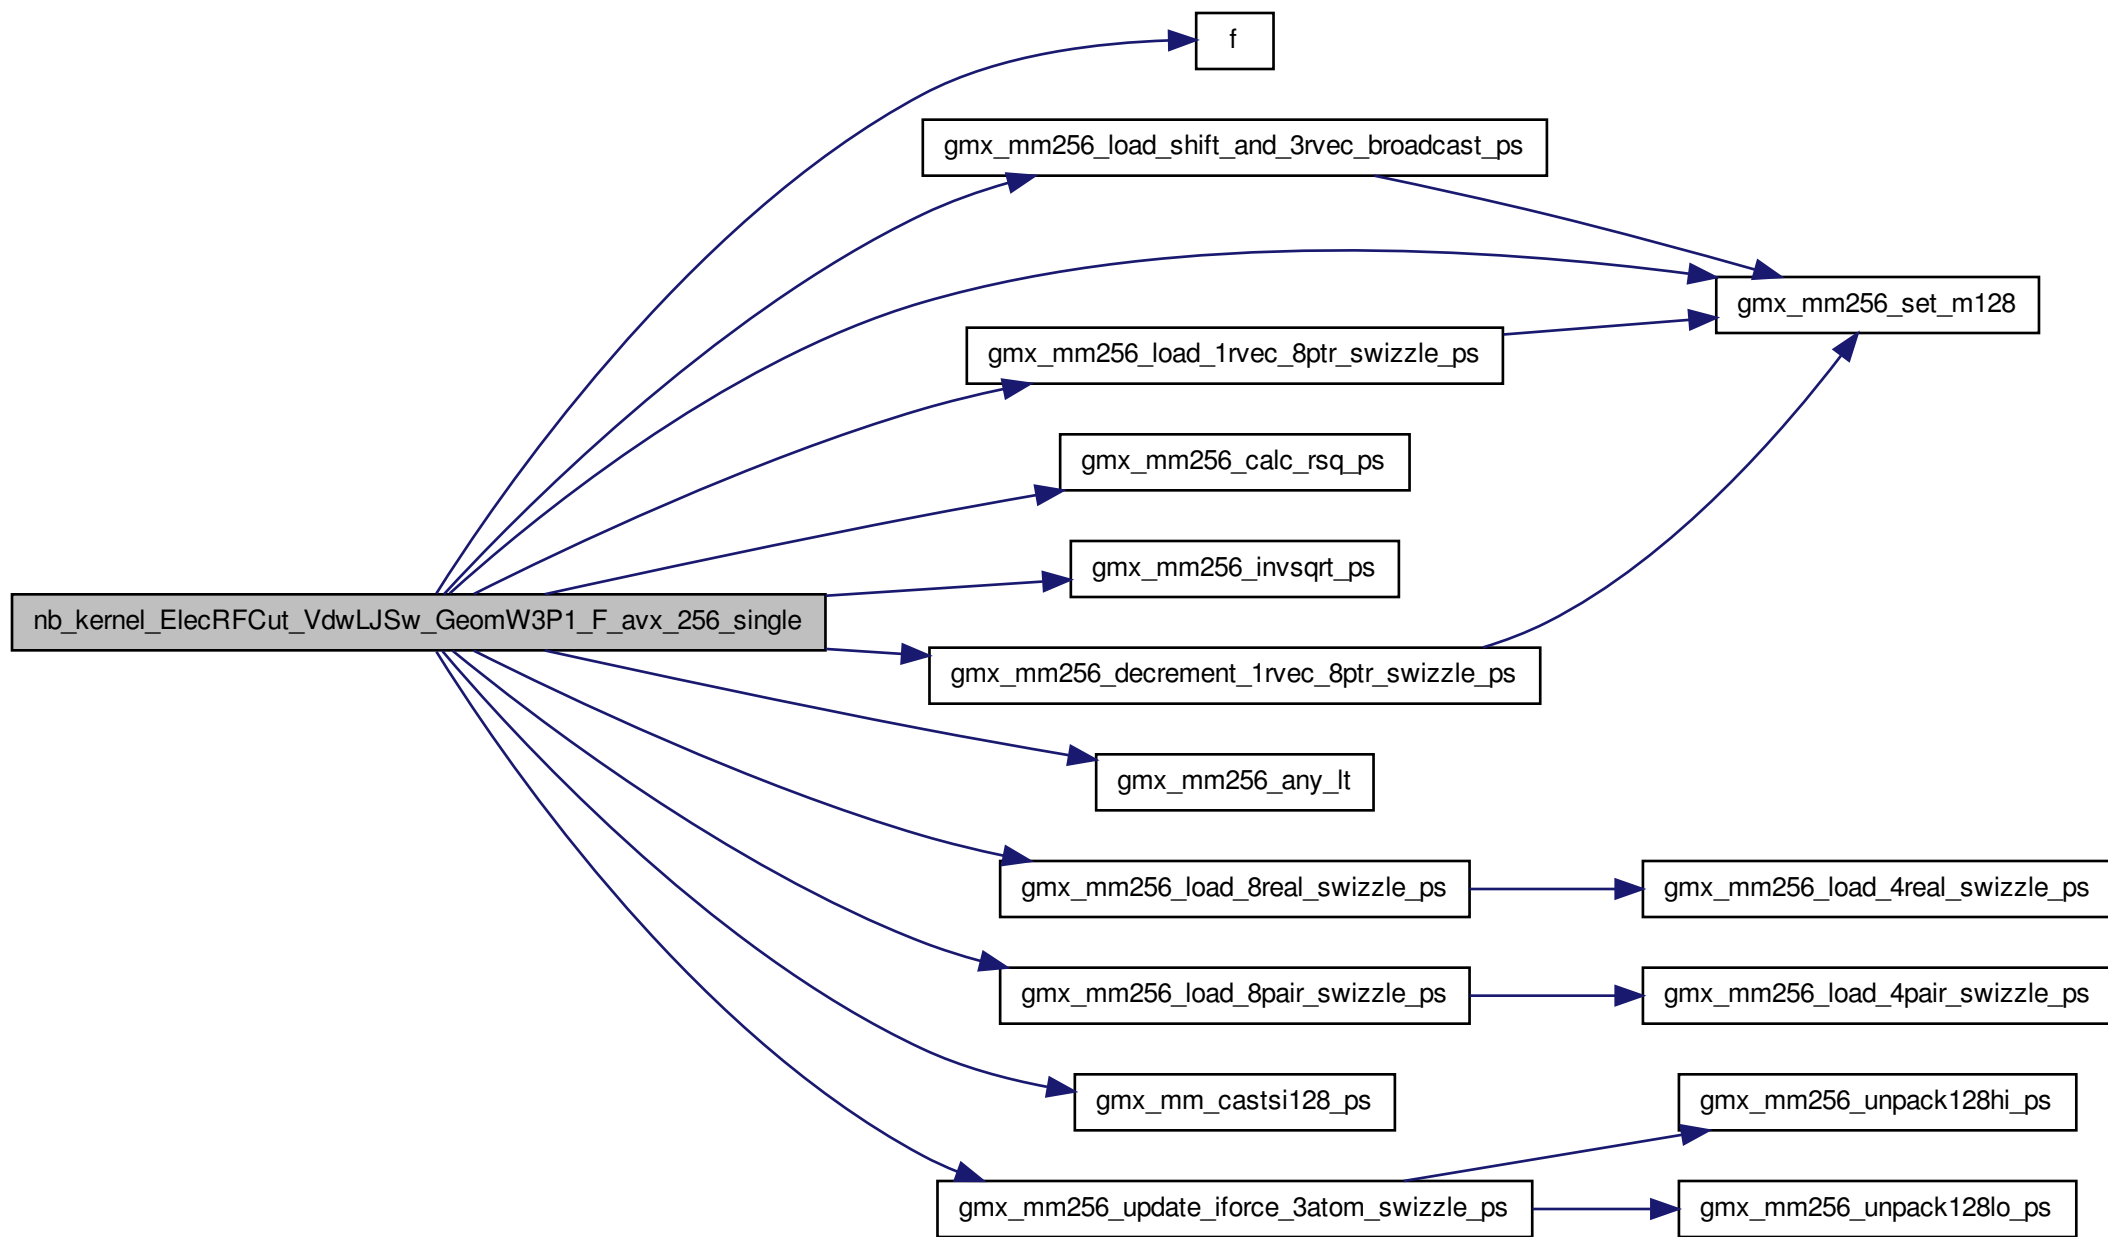 f
gmx_mm256_load_shift_and_3rvec_broadcast_ps
gmx_mm256_set_m128
gmx_mm256_load_1rvec_8ptr_swizzle_ps
gmx_mm256_calc_rsq_ps
gmx_mm256_invsqrt_ps
nb_kernel_ElecRFCut_VdwLJSw_GeomW3P1_F_avx_256_single
gmx_mm256_decrement_1rvec_8ptr_swizzle_ps
gmx_mm256_any_lt
gmx_mm256_load_8real_swizzle_ps
gmx_mm256_load_4real_swizzle_ps
gmx_mm256_load_8pair_swizzle_ps
gmx_mm256_load_4pair_swizzle_ps
gmx_mm_castsi128_ps
gmx_mm256_unpack128hi_ps
gmx_mm256_update_iforce_3atom_swizzle_ps
gmx_mm256_unpack128lo_ps